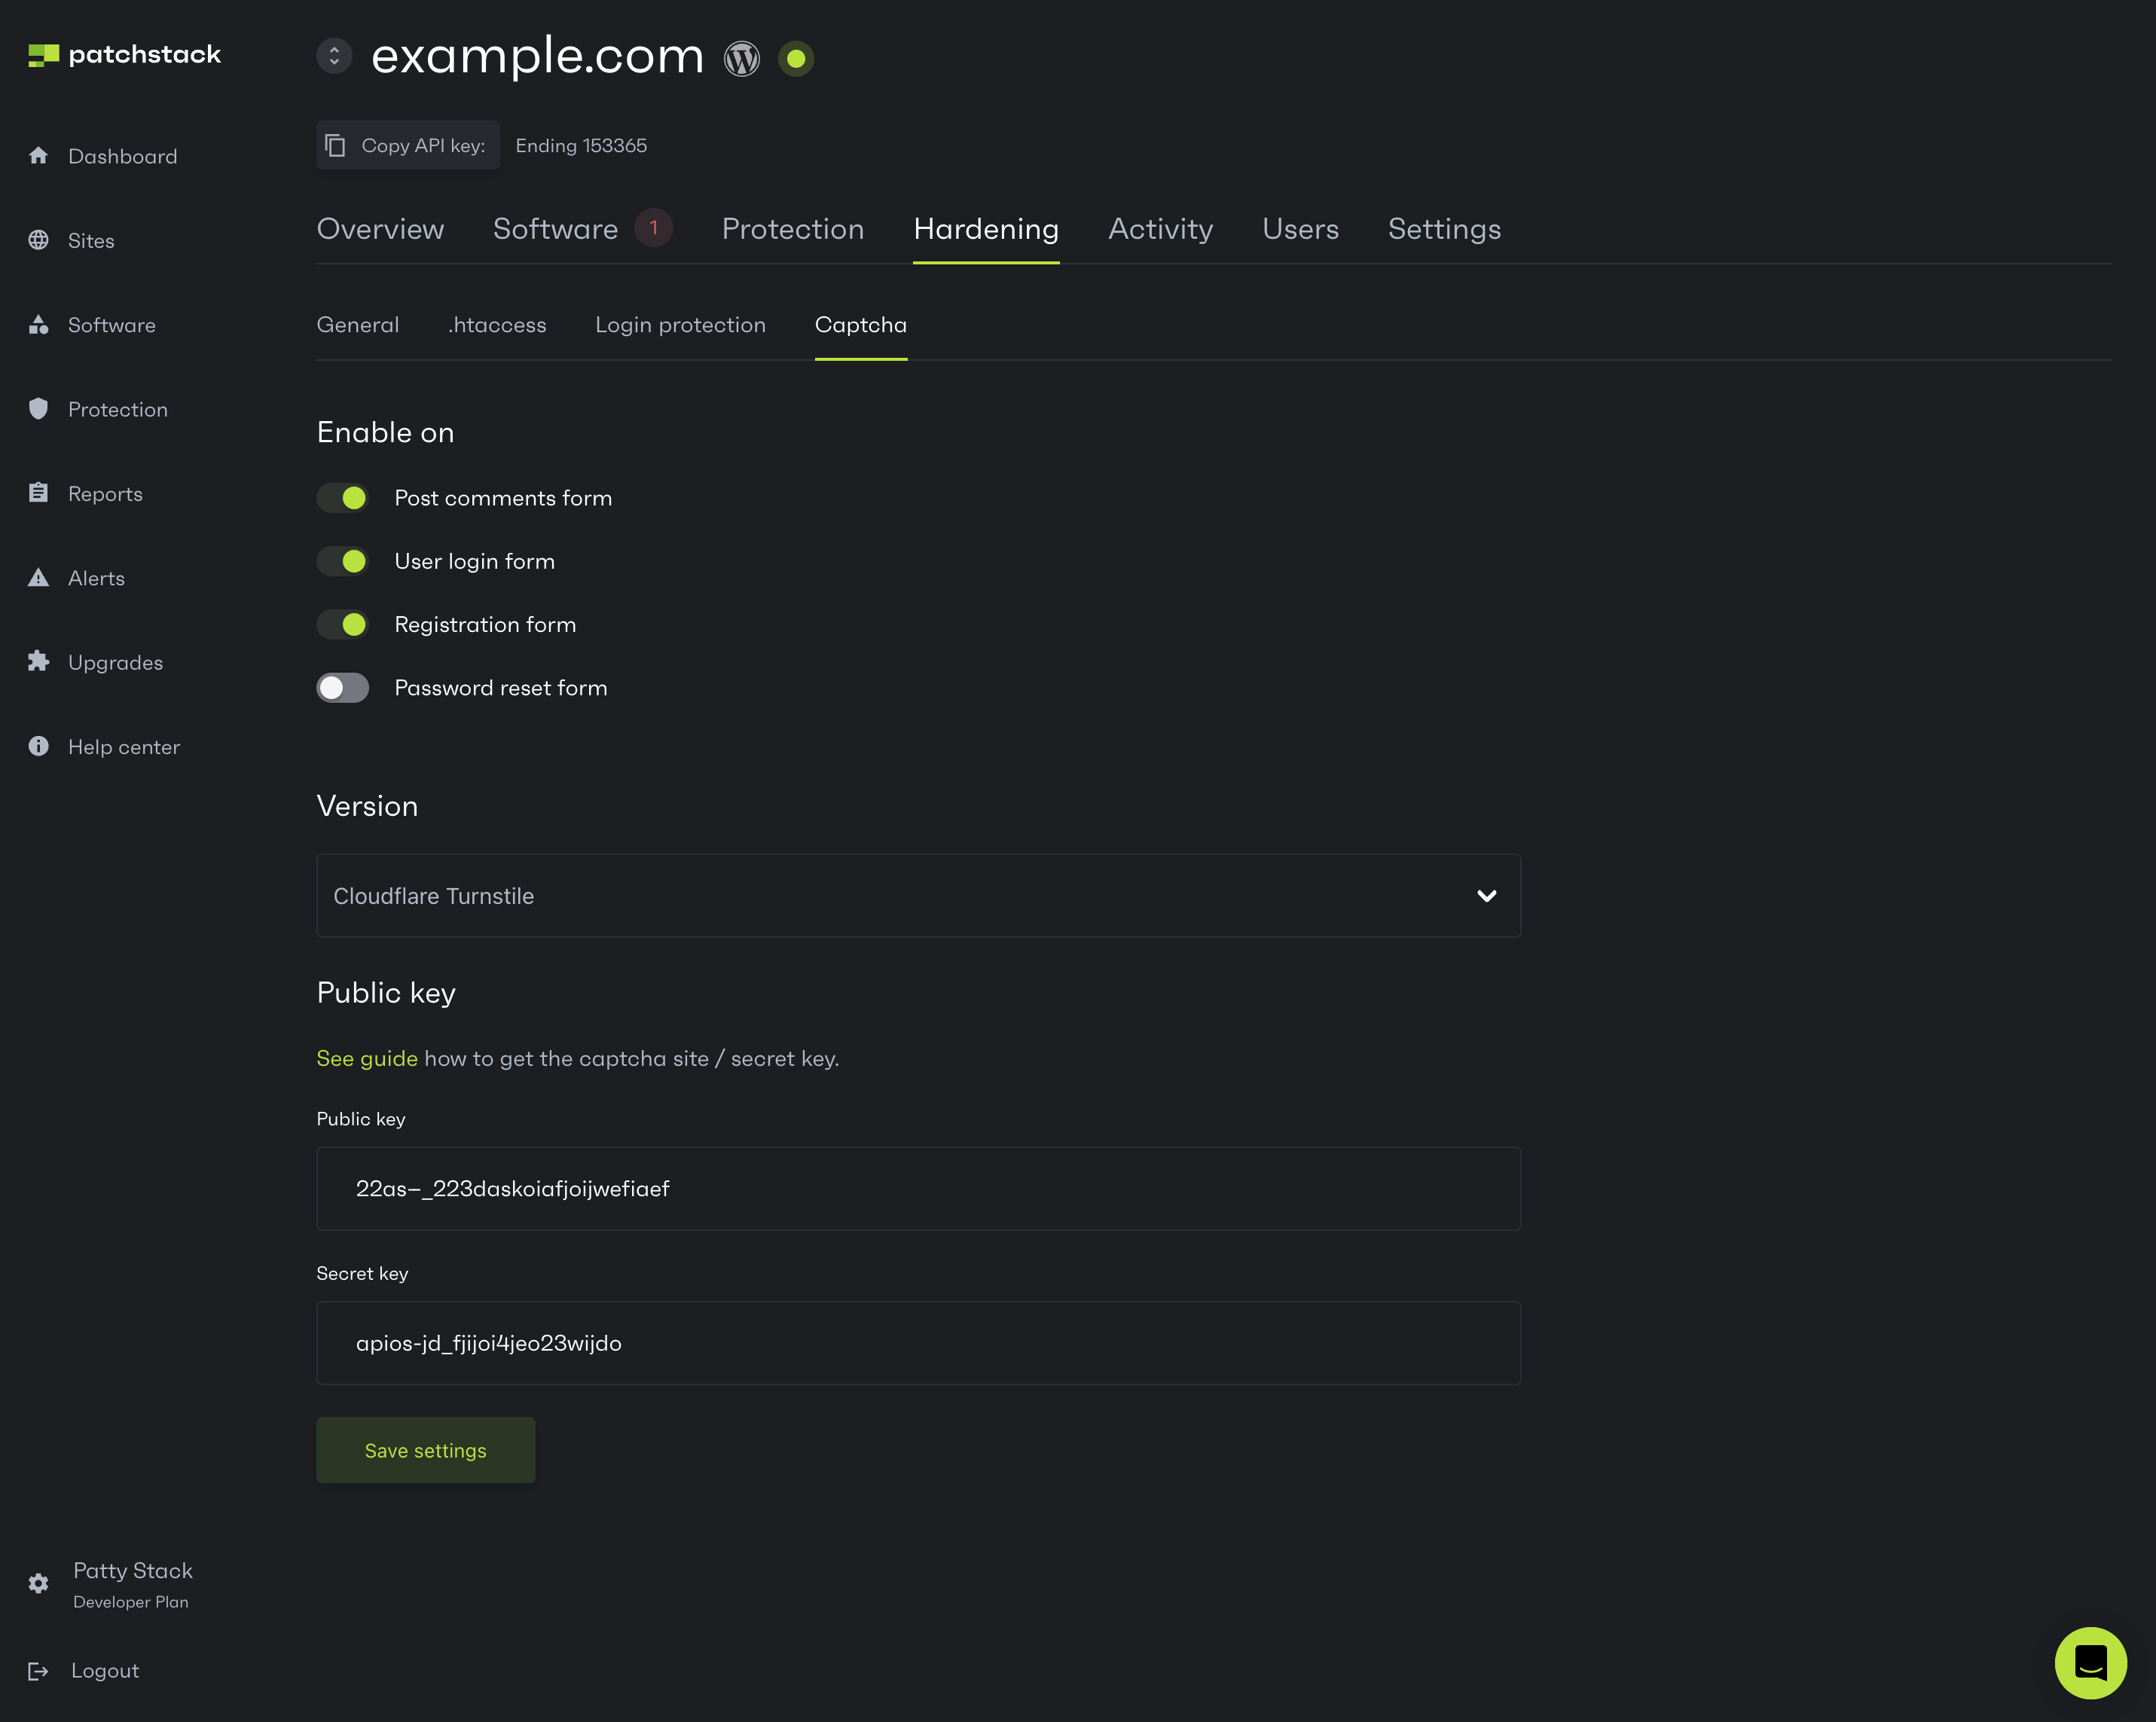 patchstack
example.com
Copy API key: Ending 153365
Overview Software 1 Protection Hardening Activity Users Settings
General .htaccess Login protection Captcha
Dashboard
Sites
Software
Protection
Reports
Alerts
Upgrades
Help center
Enable on
Post comments form
User login form
Registration form
Password reset form
Version
Cloudflare Turnstile
Public key
See guide how to get the captcha site / secret key.
Public key
22as–_223daskoiafjoijwefiaef
Secret key
apios-jd_fjijoi4jeo23wijdo
Save settings
Patty Stack
Developer Plan
Logout